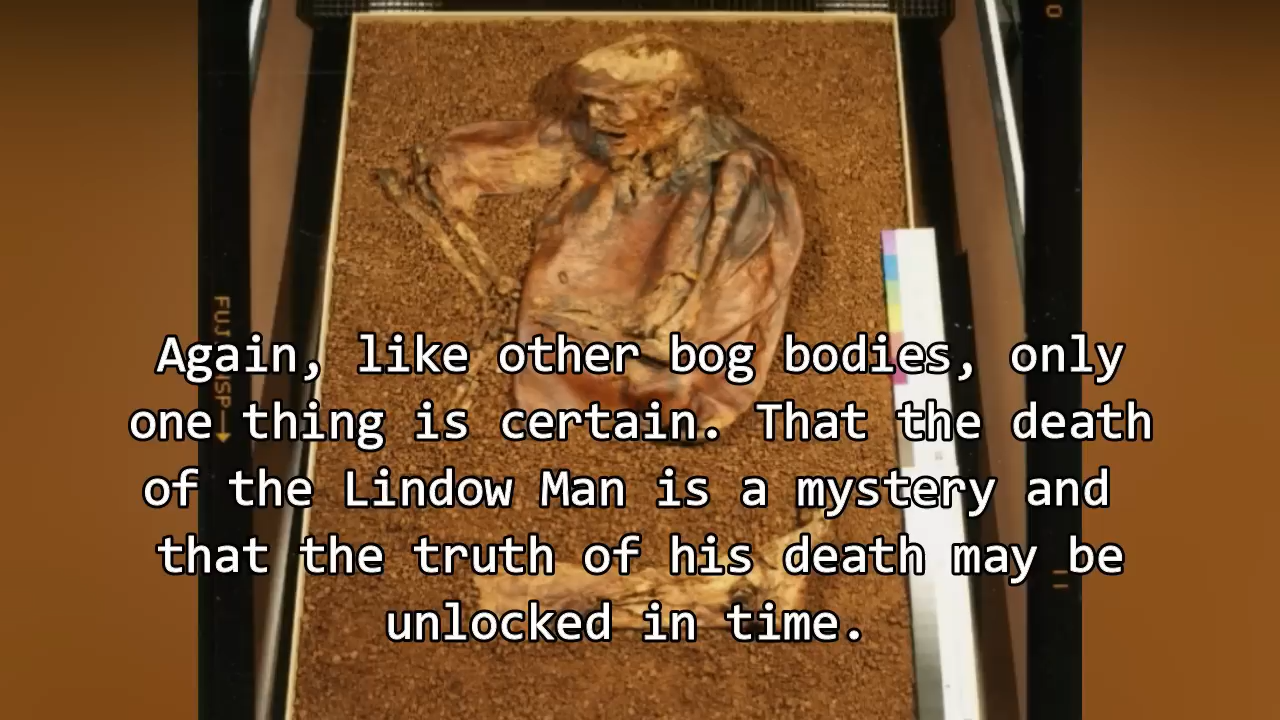 Again, like other bog bodies, only
one thing is certain. That the death
of the Lindow Man is a mystery and
that the truth of his death may be
unlocked in time.